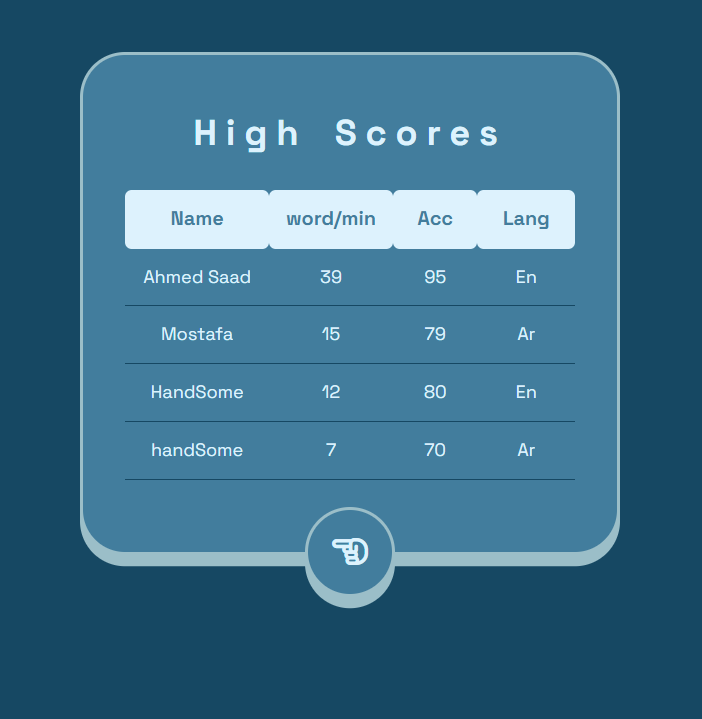 High Scores
Name word/min Acc Lang
Ahmed Saad 39 95 En
Mostafa 15 79 Ar
HandSome 12 80 En
handSome 7 70 Ar